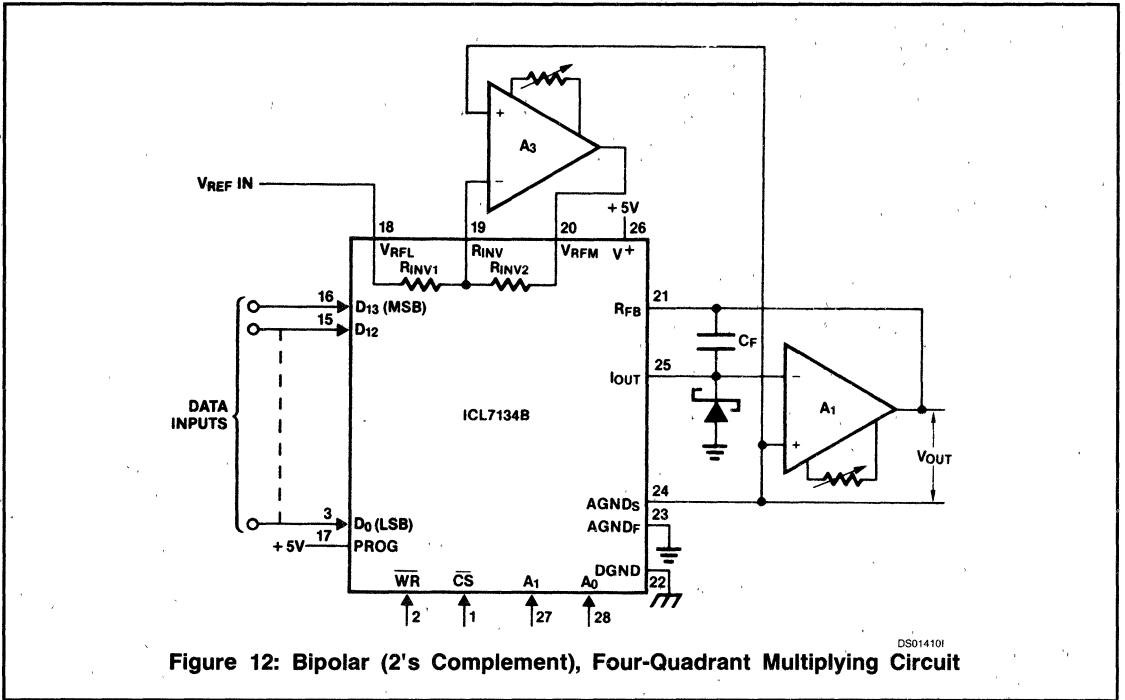 +
A3
−
VREF IN
+ 5V
18
19
20
26
VRFL
RINV
VRFM
V+
RINV1
RINV2
16
D13 (MSB)
15
D12
DATA
INPUTS
3
D0 (LSB)
+ 5V
17
PROG
ICL7134B
21
RFB
CF
25
IOUT
−
A1
+
VOUT
24
AGNDS
23
AGNDF
DGND
22
WR
CS
A1
A0
2
1
27
28
DS01410I
Figure 12: Bipolar (2's Complement), Four-Quadrant Multiplying Circuit